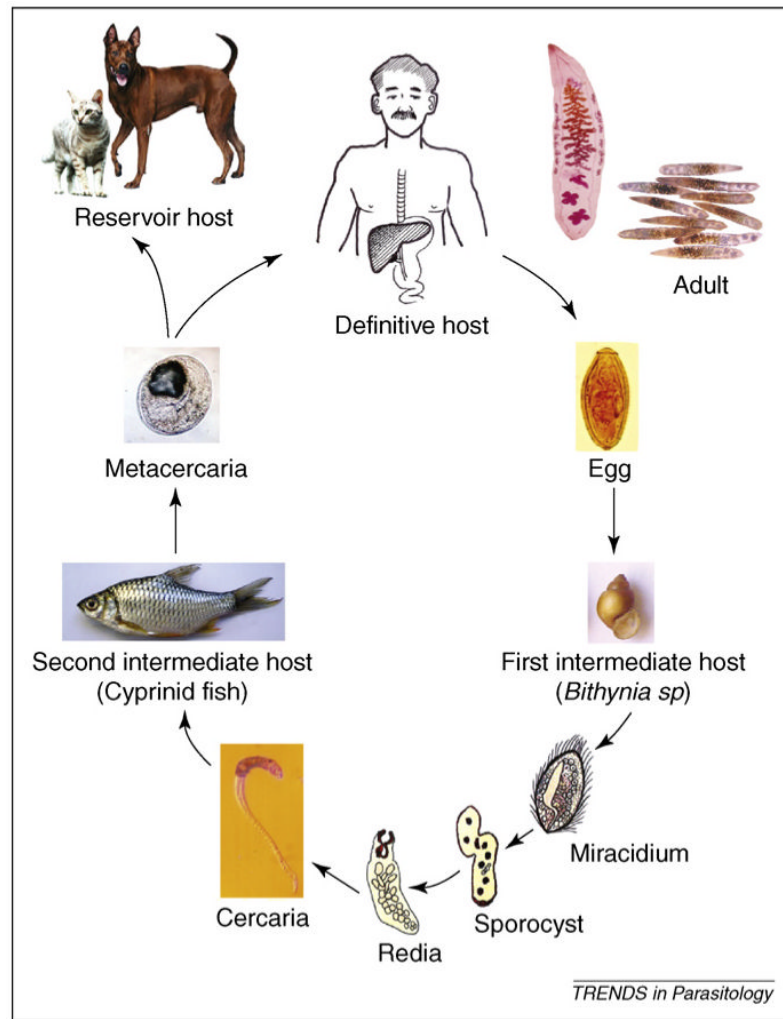 Reservoir host
Definitive host
Adult
Egg
First intermediate host
(Bithynia sp)
Miracidium
Sporocyst
Redia
Cercaria
Second intermediate host
(Cyprinid fish)
Metacercaria
TRENDS in Parasitology